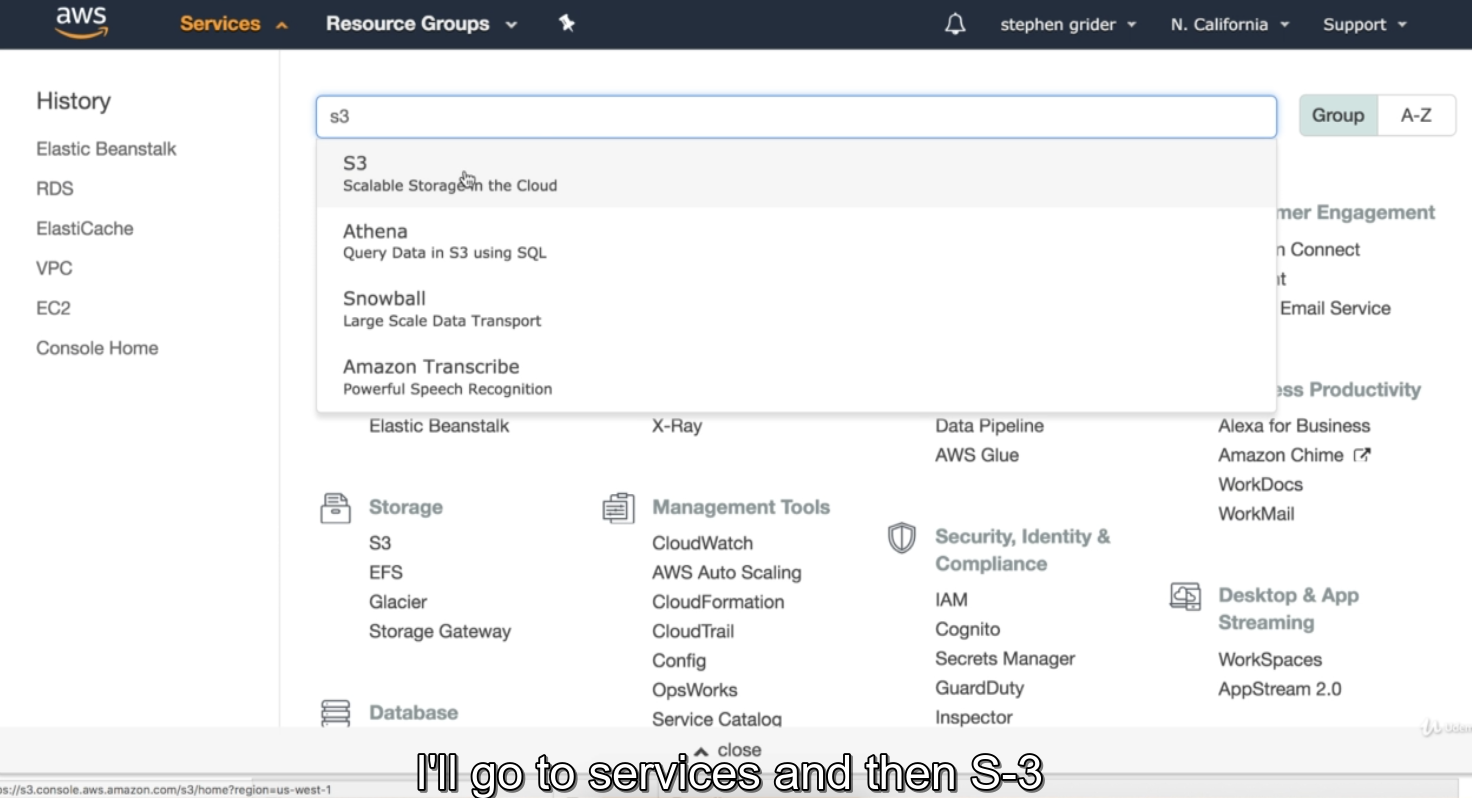 aws Services Resource Groups stephen grider N. California Support
History
Elastic Beanstalk
RDS
ElastiCache
VPC
EC2
Console Home
s3
Group A-Z
S3
Scalable Storage in the Cloud
Athena
Query Data in S3 using SQL
Snowball
Large Scale Data Transport
Amazon Transcribe
Powerful Speech Recognition
Elastic Beanstalk
Storage
S3
EFS
Glacier
Storage Gateway
Database
X-Ray
Management Tools
CloudWatch
AWS Auto Scaling
CloudFormation
CloudTrail
Config
OpsWorks
Service Catalog
Data Pipeline
AWS Glue
Security, Identity &
Compliance
IAM
Cognito
Secrets Manager
GuardDuty
Inspector
mer Engagement
n Connect
nt
Email Service
ess Productivity
Alexa for Business
Amazon Chime
WorkDocs
WorkMail
Desktop & App
Streaming
WorkSpaces
AppStream 2.0
close
I'll go to services and then S-3
ps://s3.console.aws.amazon.com/s3/home?region=us-west-1